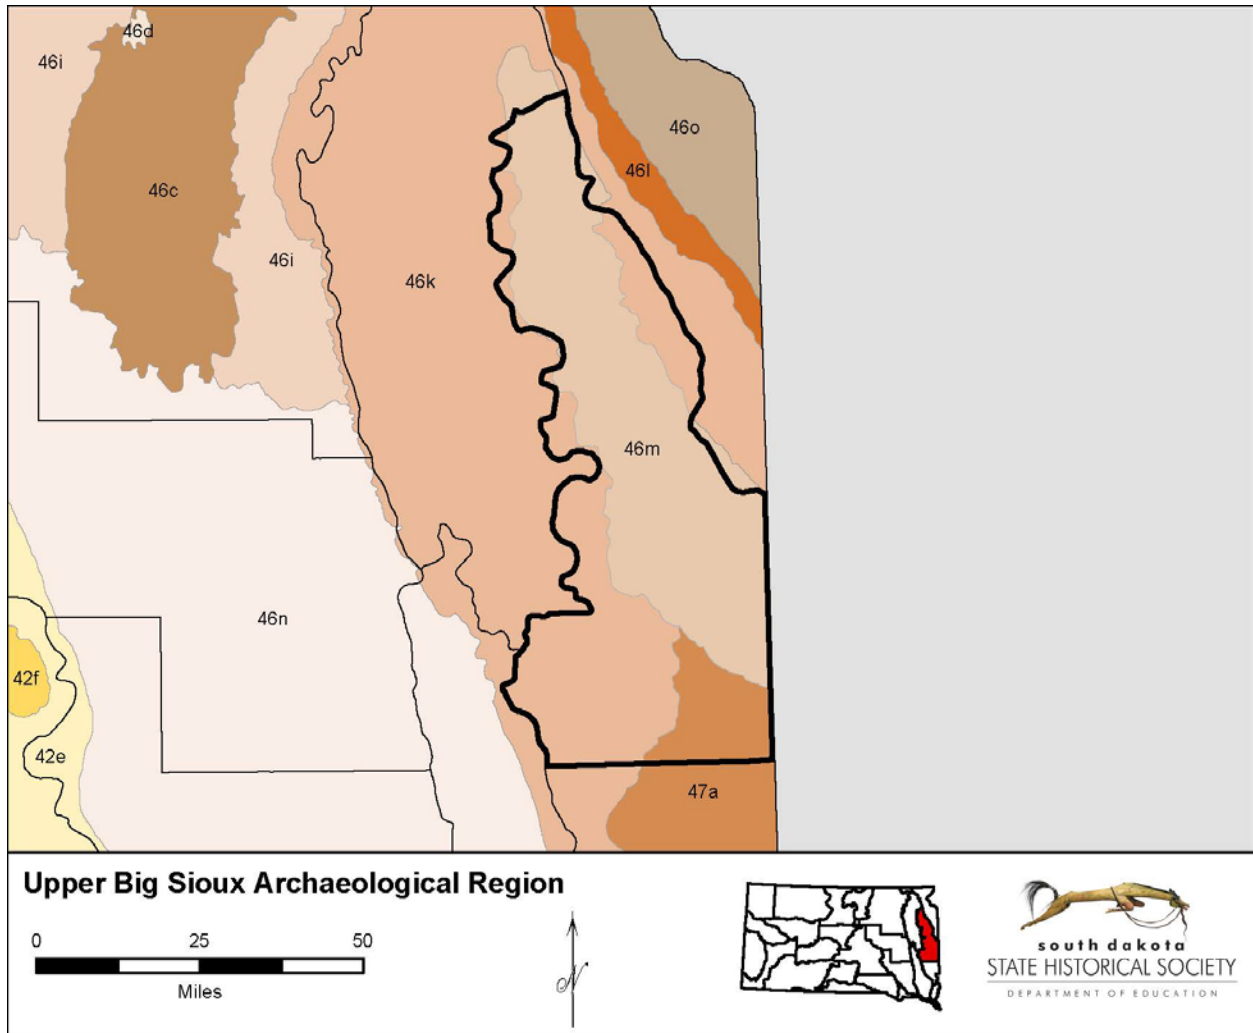 46d
46i
46o
46l
46c
46i
46k
46m
46n
42f
42e
47a
Upper Big Sioux Archaeological Region
0 25 50
Miles
N
south dakota
STATE HISTORICAL SOCIETY
DEPARTMENT OF EDUCATION